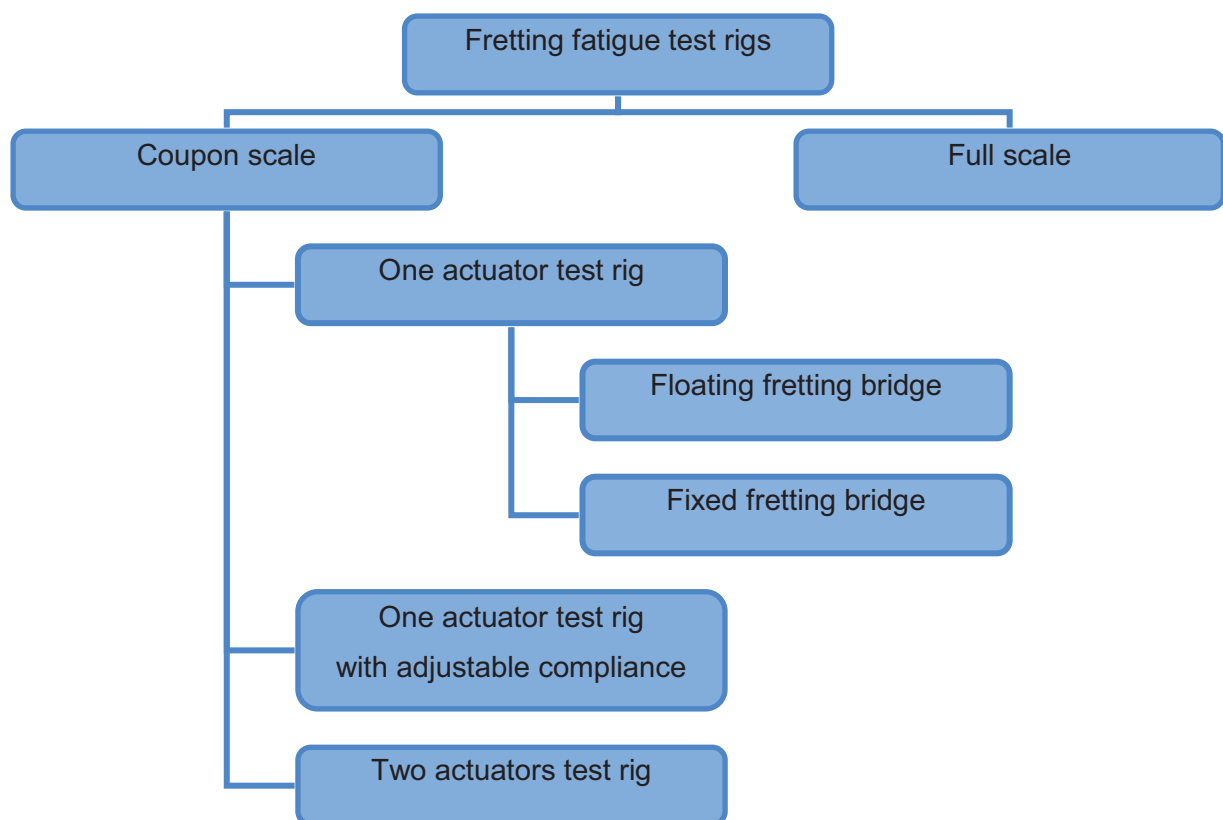 Fretting fatigue test rigs
Coupon scale
Full scale
One actuator test rig
Floating fretting bridge
Fixed fretting bridge
One actuator test rig
with adjustable compliance
Two actuators test rig